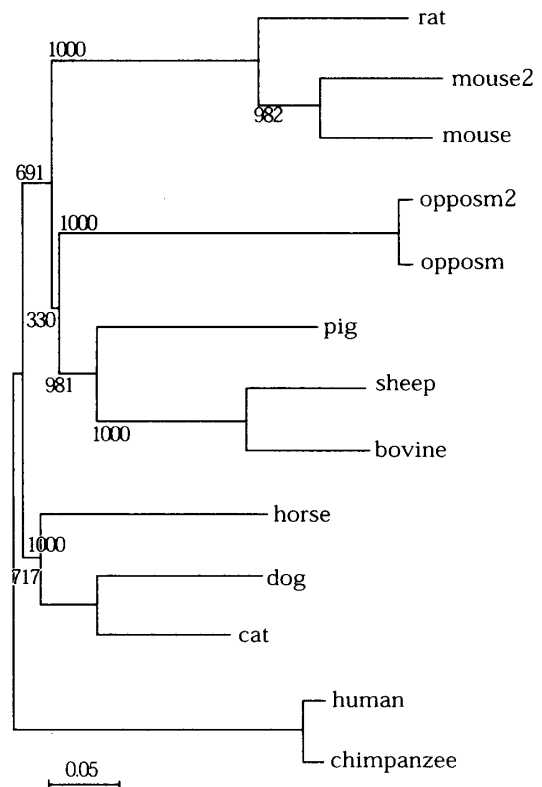 rat
1000
mouse2
982
mouse
691
opposm2
1000
opposm
330
pig
981
sheep
1000
bovine
horse
1000
717
dog
cat
human
chimpanzee
0.05